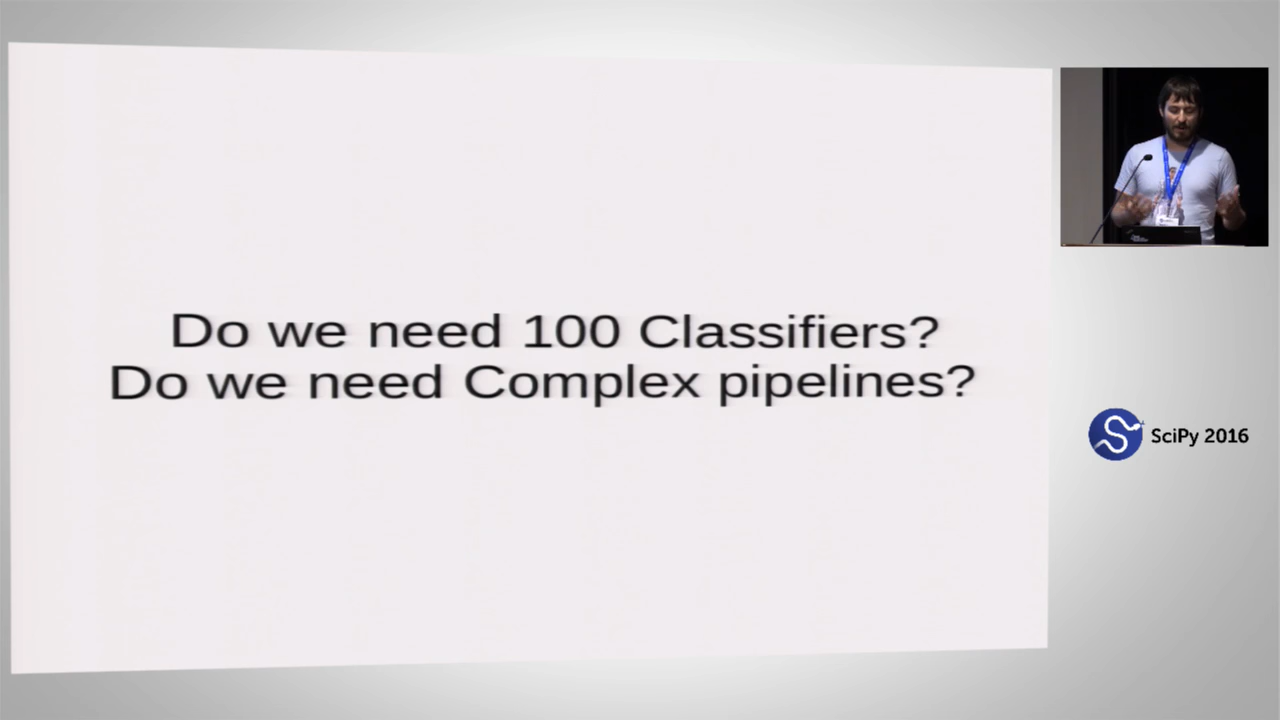 Do we need 100 Classifiers?
Do we need Complex pipelines?
SciPy 2016